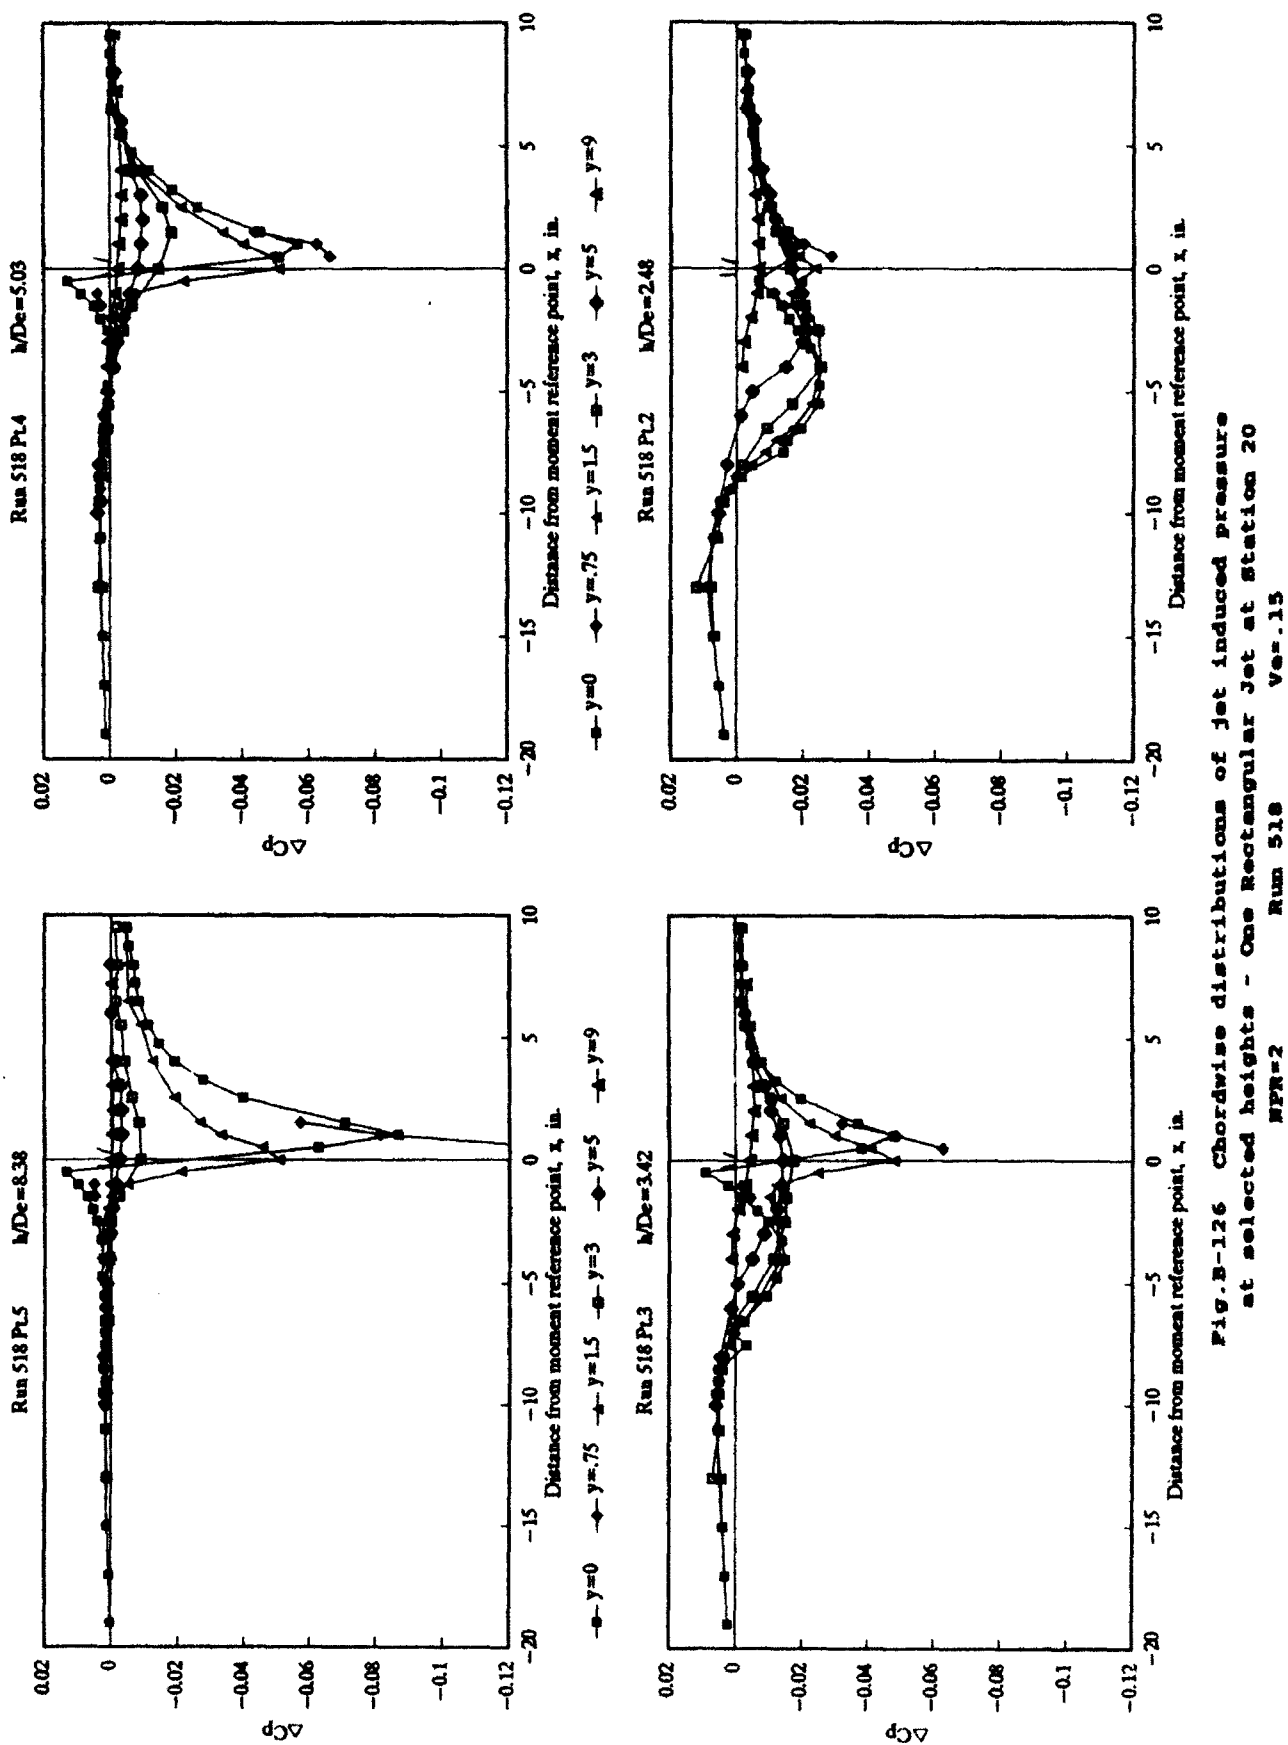 Run 518 Pt.5 h/De=8.38
0.02
0
-0.02
-0.04
-0.06
-0.08
-0.1
-0.12
ΔCp
-20 -15 -10 -5 0 5 10
Distance from moment reference point, x, in.
y=0 y=.75 y=1.5 y=3 y=5 y=9
Run 518 Pt.4 h/De=5.03
0.02
0
-0.02
-0.04
-0.06
-0.08
-0.1
-0.12
ΔCp
-20 -15 -10 -5 0 5 10
Distance from moment reference point, x, in.
y=0 y=.75 y=1.5 y=3 y=5 y=9
Run 518 Pt.3 h/De=3.42
0.02
0
-0.02
-0.04
-0.06
-0.08
-0.1
-0.12
ΔCp
-20 -15 -10 -5 0 5 10
Distance from moment reference point, x, in.
Run 518 Pt.2 h/De=2.48
0.02
0
-0.02
-0.04
-0.06
-0.08
-0.1
-0.12
ΔCp
-20 -15 -10 -5 0 5 10
Distance from moment reference point, x, in.
Fig.B-126 Chordwise distributions of jet induced pressure
at selected heights - One Rectangular Jet at Station 20
NPR=2 Run 518 Ve=.15